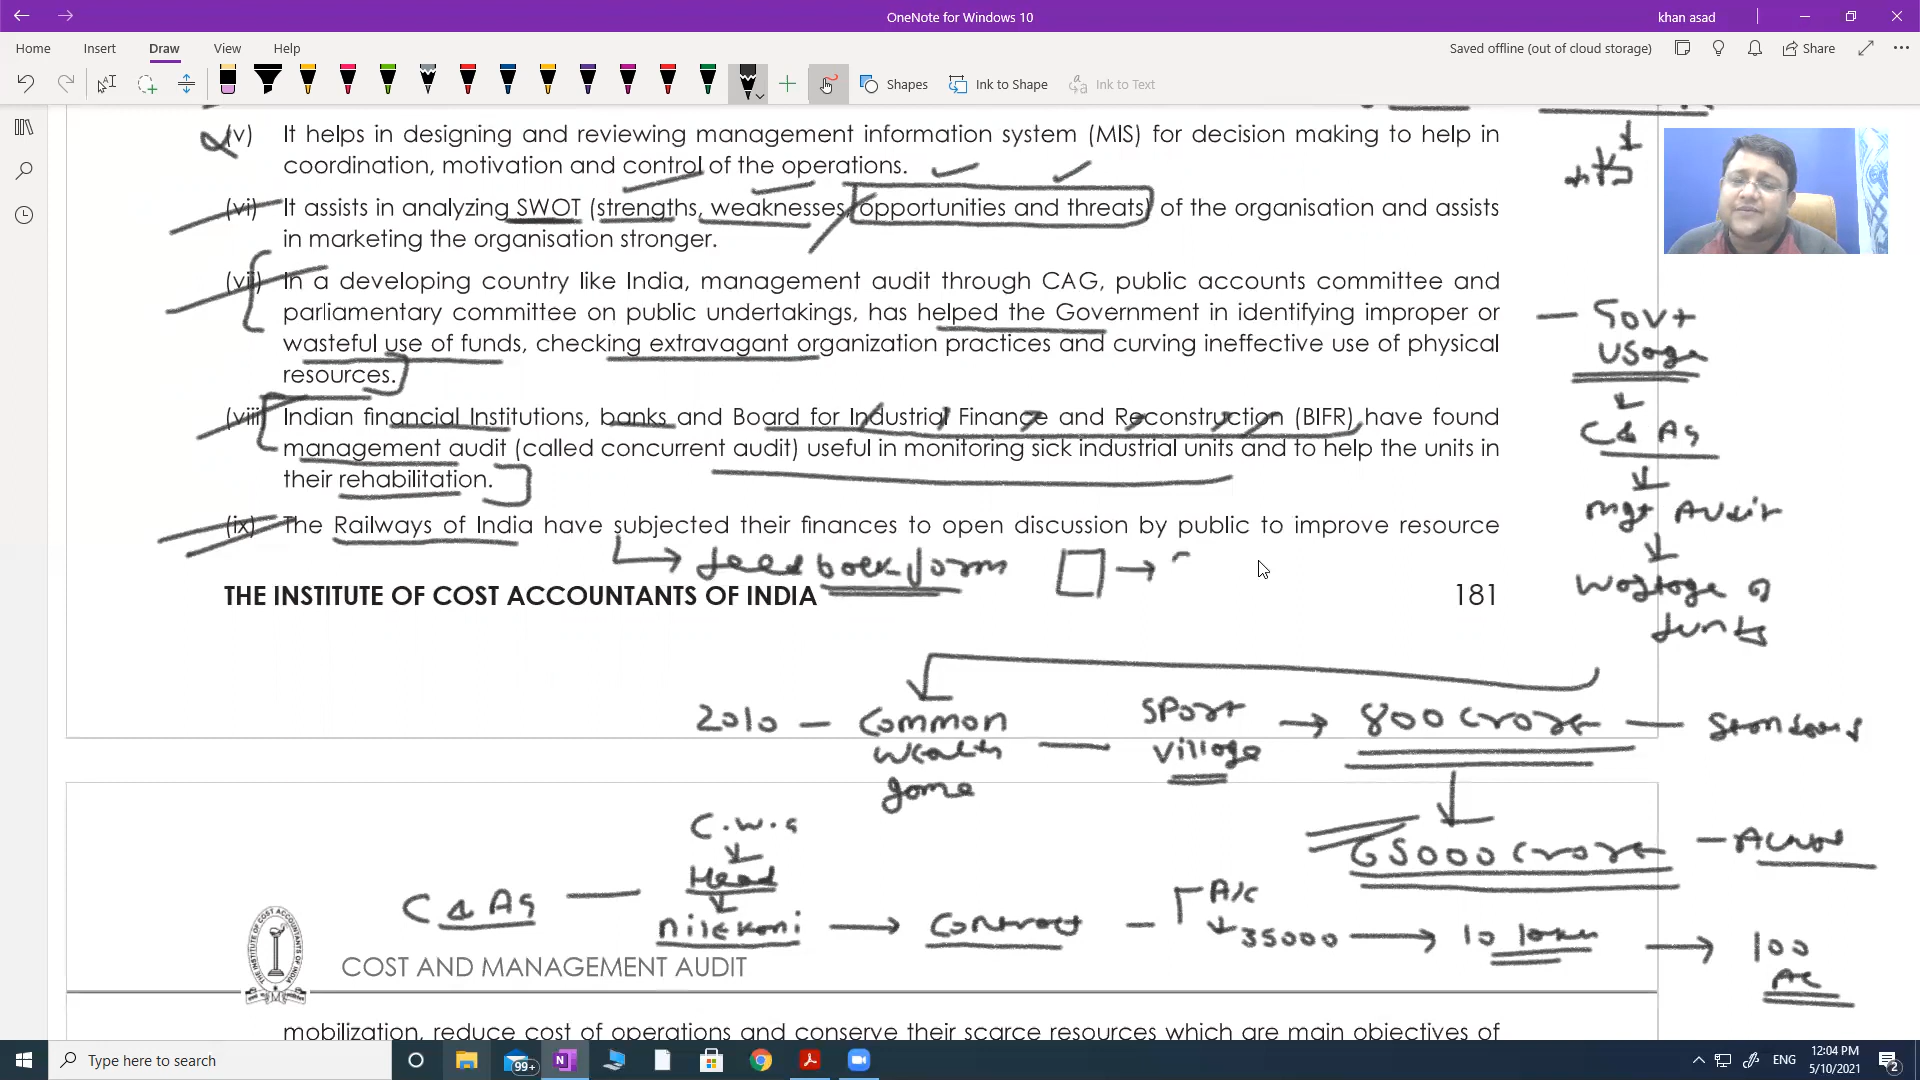 OneNote for Windows 10
khan asad
Home Insert Draw View Help
Saved offline (out of cloud storage)
Share
Shapes
Ink to Shape
Ink to Text
(v) It helps in designing and reviewing management information system (MIS) for decision making to help in
coordination, motivation and control of the operations.
(vi) It assists in analyzing SWOT (strengths, weaknesses, opportunities and threats) of the organisation and assists
in marketing the organisation stronger.
(vii) In a developing country like India, management audit through CAG, public accounts committee and
parliamentary committee on public undertakings, has helped the Government in identifying improper or
wasteful use of funds, checking extravagant organization practices and curving ineffective use of physical
resources.
(viii) Indian financial Institutions, banks and Board for Industrial Finance and Reconstruction (BIFR) have found
management audit (called concurrent audit) useful in monitoring sick industrial units and to help the units in
their rehabilitation.
(ix) The Railways of India have subjected their finances to open discussion by public to improve resource
feedback form
THE INSTITUTE OF COST ACCOUNTANTS OF INDIA 181
Govt
usage
C & AG
mgt Audit
wastage of
funds
2010 — common
wealth
game
sport
village
800 crore
65000 crore
Actual
C.W.G
Head
C & AG
nilekani
contract
A/c
35000
10 lakh
100
AC
COST AND MANAGEMENT AUDIT
mobilization, reduce cost of operations and conserve their scarce resources which are main objectives of
Type here to search
99+
ENG
12:04 PM
5/10/2021
2